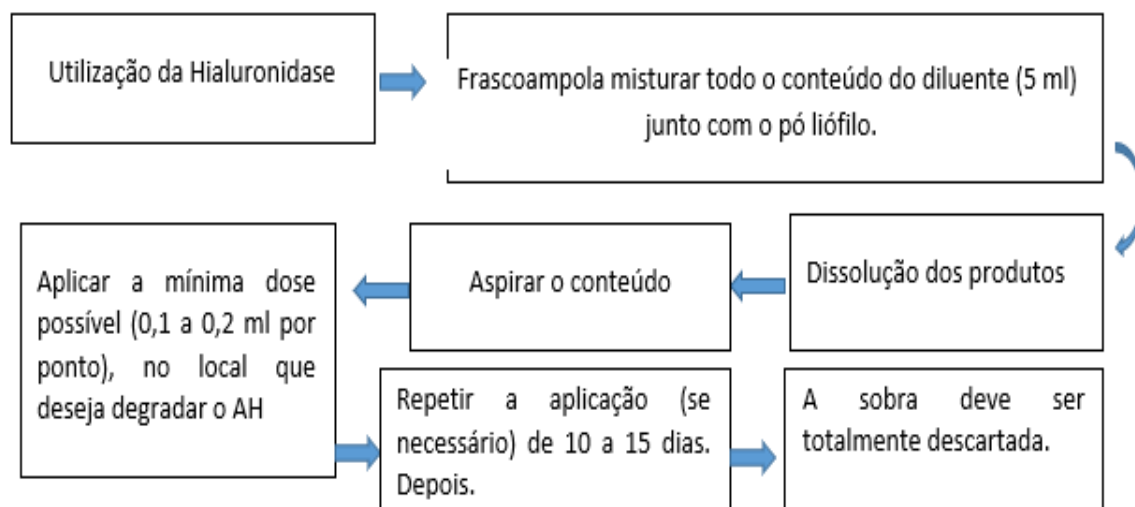 Utilização da Hialuronidase
Frascoampola misturar todo o conteúdo do diluente (5 ml)
junto com o pó liófilo.
Dissolução dos produtos
Aspirar o conteúdo
Aplicar a mínima dose
possível (0,1 a 0,2 ml por
ponto), no local que
deseja degradar o AH
Repetir a aplicação (se
necessário) de 10 a 15 dias.
Depois.
A sobra deve ser
totalmente descartada.